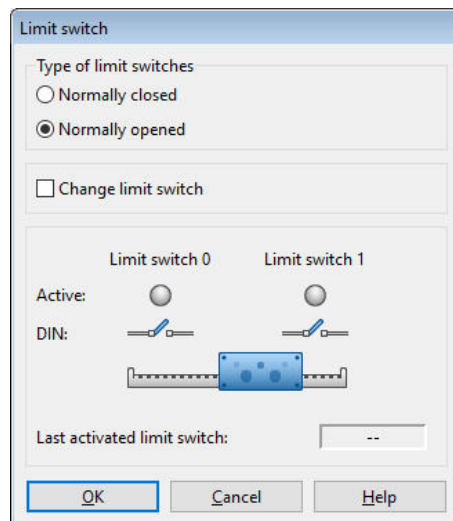 Limit switch
Type of limit switches
Normally closed
Normally opened
Change limit switch
Limit switch 0 Limit switch 1
Active:
DIN:
Last activated limit switch: --
OK Cancel Help